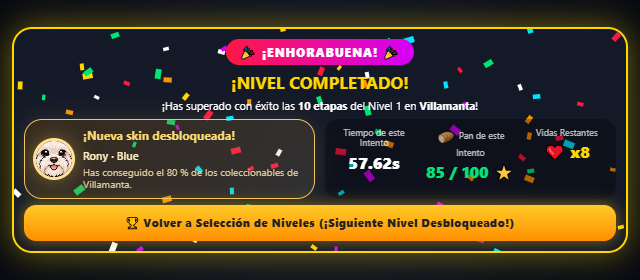 ¡ENHORABUENA!
¡NIVEL COMPLETADO!
¡Has superado con éxito las 10 etapas del Nivel 1 en Villamanta!
¡Nueva skin desbloqueada!
Rony · Blue
Has conseguido el 80 % de los coleccionables de
Villamanta.
Tiempo de este
Intento
57.62s
Pan de este
Intento
85 / 100
Vidas Restantes
x8
Volver a Selección de Niveles (¡Siguiente Nivel Desbloqueado!)